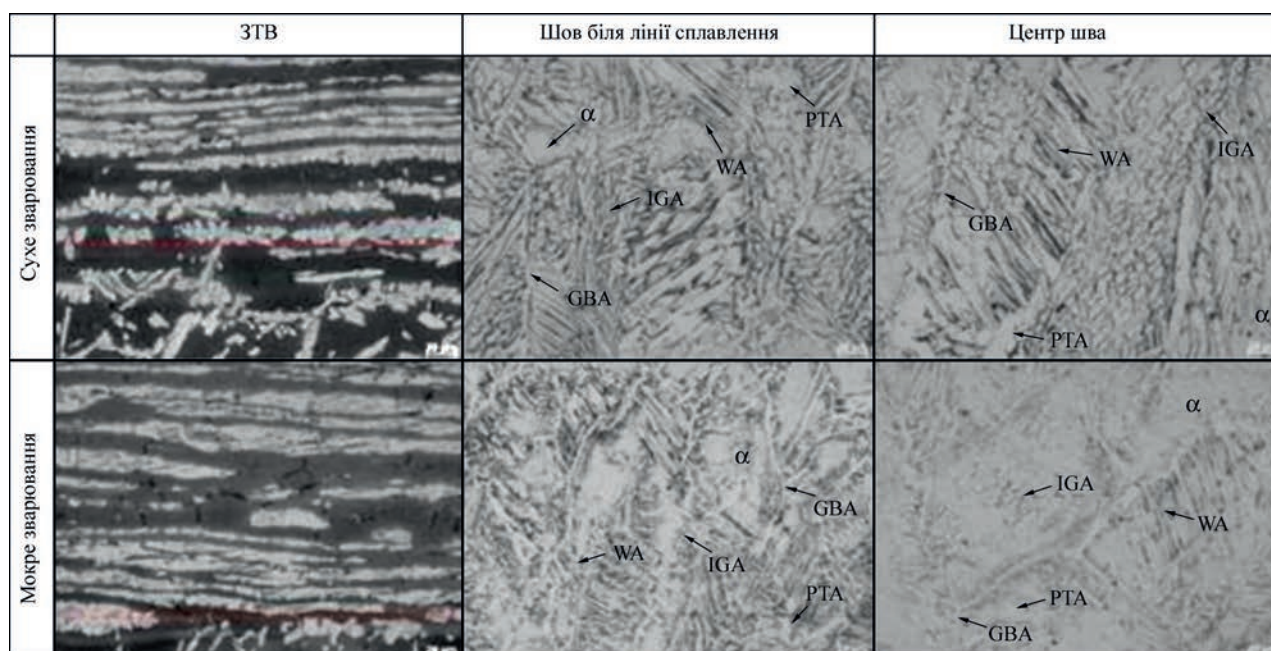 ЗТВ
Шов біля лінії сплавлення
Центр шва
Сухе зварювання
α
WA
PTA
IGA
GBA
WA
IGA
GBA
PTA
α
Мокре зварювання
α
GBA
WA
IGA
PTA
α
IGA
WA
PTA
GBA